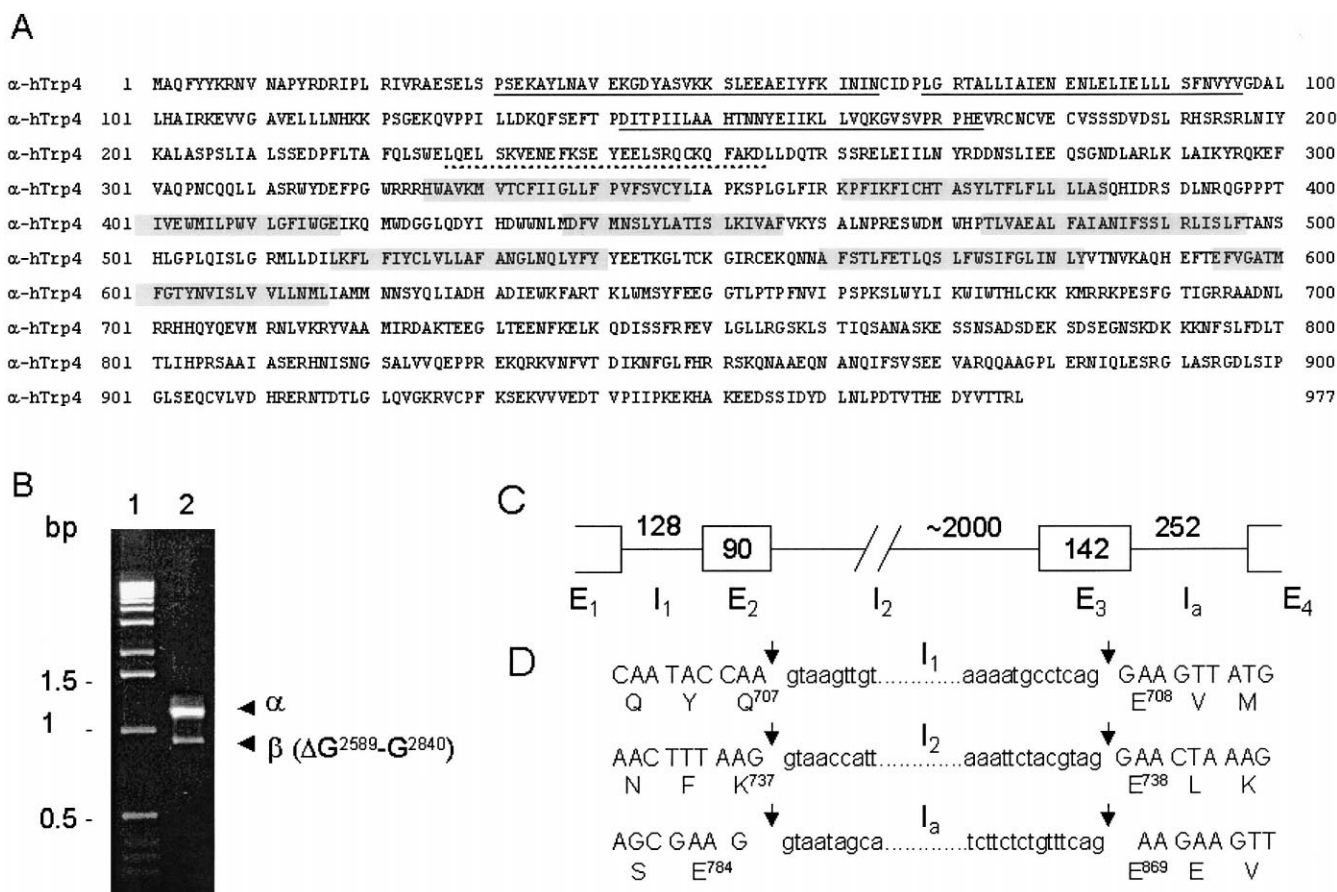 A
α-hTrp4 1 MAQFYYKRNV NAPYRDRIPL RIVRAESELS PSEKAYLNAV EKGDYASVKK SLEEAEIYFK ININCIDPLG RTALLIAIEN ENLELIELLL SFNVYVGDAL 100
α-hTrp4 101 LHAIRKEVVG AVELLLNHKK PSGEKQVPPI LLDKQFSEFT PDITPIILAA HTNNYEIIKL LVQKGVSVPR PHEVRCNCVE CVSSSDVDSL RHSRSRLNIY 200
α-hTrp4 201 KALASPSLIA LSSEDPFLTA FQLSWELQEL SKVENEFKSE YEELSRQCKQ FAKDLLDQTR SSRELEIILN YRDDNSLIEE QSGNDLARLK LAIKYRQKEF 300
α-hTrp4 301 VAQPNCQQLL ASRWYDEFPG WRRRHWAVKM VTCFIIGLLF PVFSVCYLIA PKSPLGLFIR KPFIKFICHT ASYLTFLFLL LLASQHIDRS DLNRQGPPPT 400
α-hTrp4 401 IVEWMILPWV LGFIWGEIKQ MWDGGLQDYI HDWWNLMDFV MNSLYLATIS LKIVAFVKYS ALNPRESWDM WHPTLVAEAL FAIANIFSSL RLISLFTANS 500
α-hTrp4 501 HLGPLQISLG RMLLDILKFL FIYCLVLLAF ANGLNQLYFY YEETKGLTCK GIRCEKQNNA FSTLFETLQS LFWSIFGLIN LYVTNVKAQH EFTEFVGATM 600
α-hTrp4 601 FGTYNVISLV VLLNMLIAMM NNSYQLIADH ADIEWKFART KLWMSYFEEG GTLPTPFNVI PSPKSLWYLI KWIWTHLCKK KMRRKPESFG TIGRRAADNL 700
α-hTrp4 701 RRHHQYQEVM RNLVKRYVAA MIRDAKTEEG LTEENFKELK QDISSFRFEV LGLLRGSKLS TIQSANASKE SSNSADSDEK SDSEGNSKDK KKNFSLFDLT 800
α-hTrp4 801 TLIHPRSAAI ASERHNISNG SALVVQEPPR EKQRKVNFVT DIKNFGLFHR RSKQNAAEQN ANQIFSVSEE VARQQAAGPL ERNIQLESRG LASRGDLSIP 900
α-hTrp4 901 GLSEQCVLVD HRERNTDTLG LQVGKRVCPF KSEKVVVEDT VPIIPKEKHA KEEDSSIDYD LNLPDTVTHE DYVTTRL 977
B
1 2
bp
1.5 -
α
1 -
β (ΔG2589-G2840)
0.5 -
C
128 90 ~2000 142 252
E1 I1 E2 I2 E3 Ia E4
D
I1
CAA TAC CAA gtaagttgt.............aaaatgcctcag GAA GTT ATG
Q Y Q707 E708 V M
I2
AAC TTT AAG gtaaccatt.............aaattctacgtag GAA CTA AAG
N F K737 E738 L K
Ia
AGC GAA G gtaatagca.............tcttctctgtttcag AA GAA GTT
S E784 E869 E V